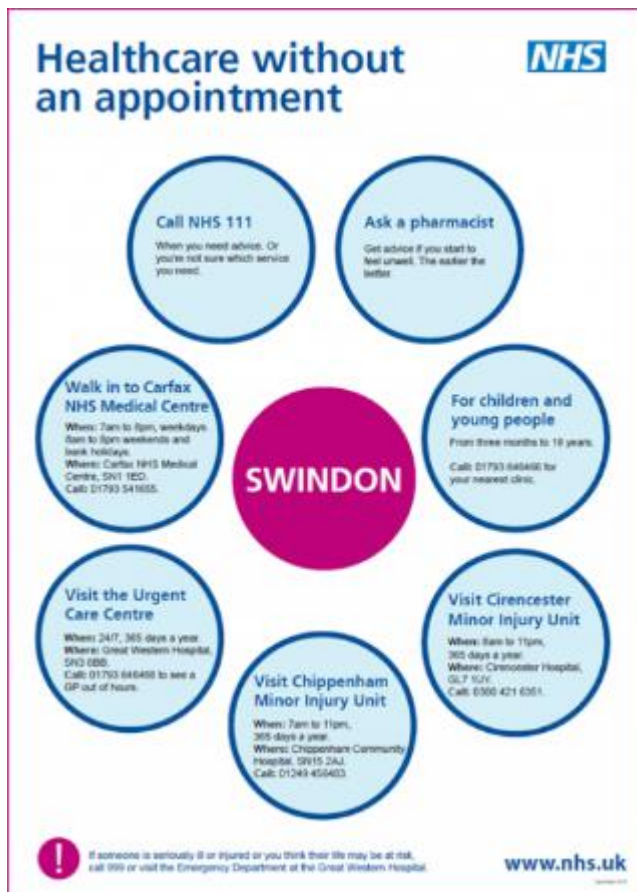 Healthcare without
an appointment
NHS
Call NHS 111
When you need advice. Or
you're not sure which service
you need.
Ask a pharmacist
Get advice if you start to
feel unwell. The earlier the
better.
Walk in to Carfax
NHS Medical Centre
When: 7am to 8pm, weekdays
8am to 8pm weekends and
bank holidays.
Where: Carfax NHS Medical
Centre, SN1 1ED.
Call: 01793 541655.
For children and
young people
From three months to 18 years.
Call: 01793 646466 for
your nearest clinic.
SWINDON
Visit the Urgent
Care Centre
When: 24/7, 365 days a year.
Where: Great Western Hospital,
SN3 6BB.
Call: 01793 646466 to see a
GP out of hours.
Visit Cirencester
Minor Injury Unit
When: 8am to 11pm,
365 days a year.
Where: Cirencester Hospital,
GL7 1UY.
Call: 0300 421 6351.
Visit Chippenham
Minor Injury Unit
When: 7am to 11pm,
365 days a year.
Where: Chippenham Community
Hospital, SN15 2AJ.
Call: 01249 456403.
!
If someone is seriously ill or injured or you think their life may be at risk,
call 999 or visit the Emergency Department at the Great Western Hospital.
www.nhs.uk